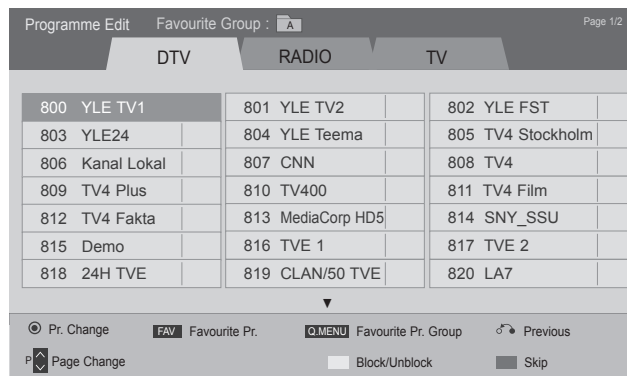 Programme Edit Favourite Group : A Page 1/2
DTV RADIO TV
800 YLE TV1 801 YLE TV2 802 YLE FST
803 YLE24 804 YLE Teema 805 TV4 Stockholm
806 Kanal Lokal 807 CNN 808 TV4
809 TV4 Plus 810 TV400 811 TV4 Film
812 TV4 Fakta 813 MediaCorp HD5 814 SNY_SSU
815 Demo 816 TVE 1 817 TVE 2
818 24H TVE 819 CLAN/50 TVE 820 LA7
▼
Pr. Change FAV Favourite Pr. Q.MENU Favourite Pr. Group Previous
P Page Change Block/Unblock Skip